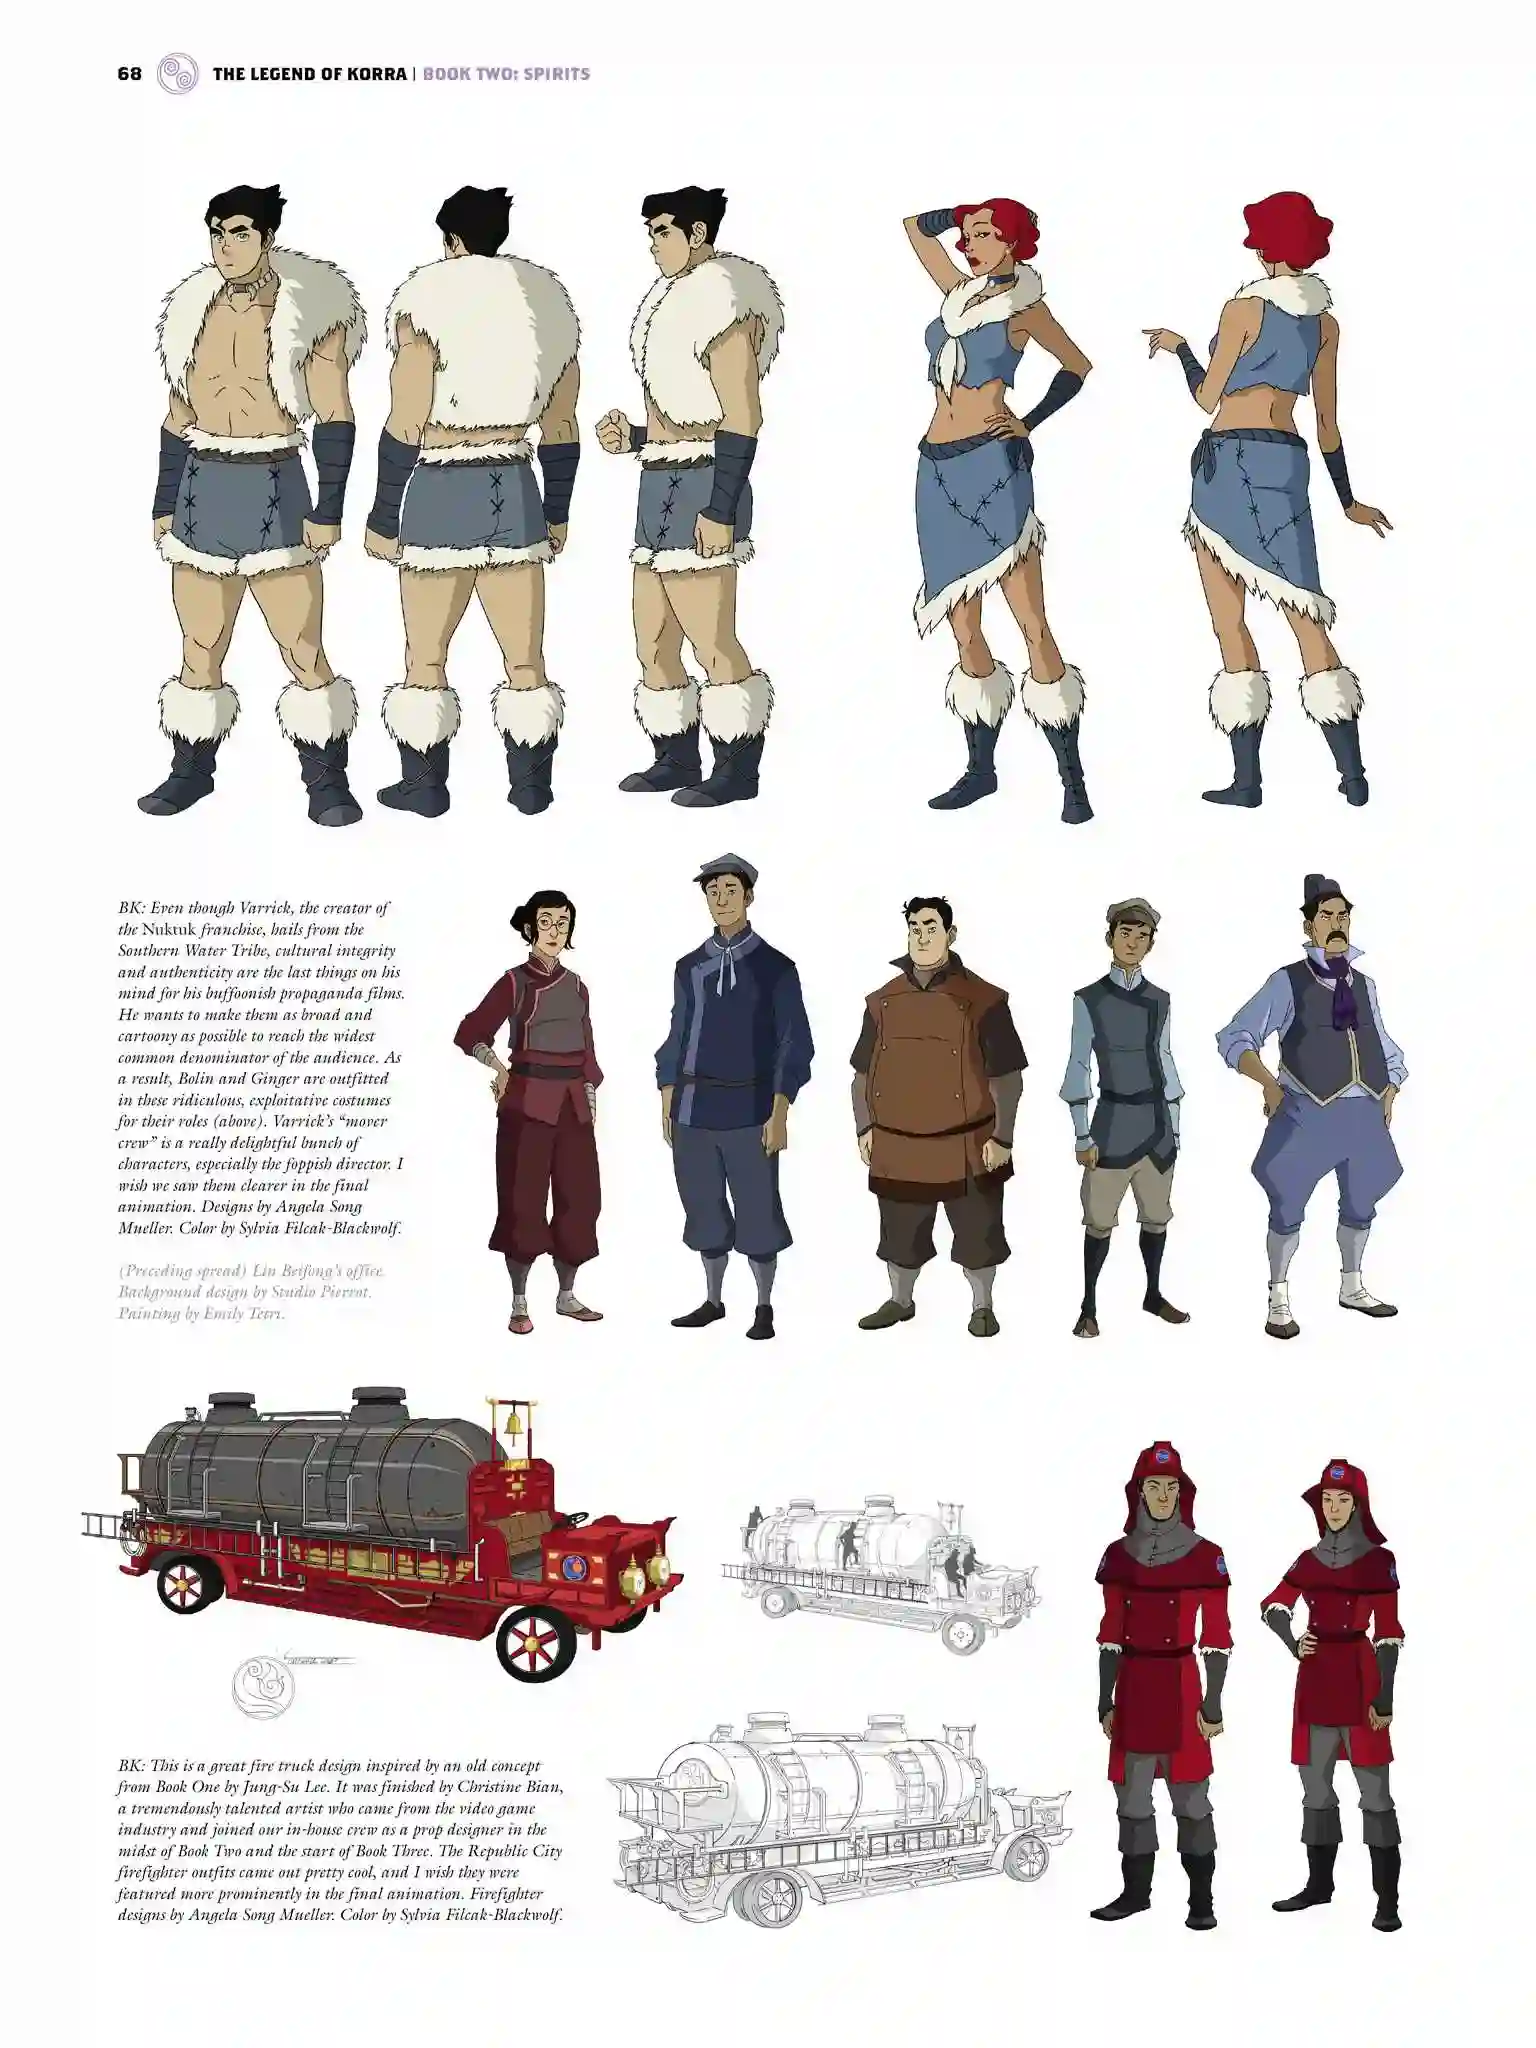 68 THE LEGEND OF KORRA | BOOK TWO: SPIRITS
BK: Even though Varrick, the creator of
the Nuktuk franchise, hails from the
Southern Water Tribe, cultural integrity
and authenticity are the last things on his
mind for his buffoonish propaganda films.
He wants to make them as broad and
cartoony as possible to reach the widest
common denominator of the audience. As
a result, Bolin and Ginger are outfitted
in these ridiculous, exploitative costumes
for their roles (above). Varrick's “mover
crew” is a really delightful bunch of
characters, especially the foppish director. I
wish we saw them clearer in the final
animation. Designs by Angela Song
Mueller. Color by Sylvia Filcak-Blackwolf.
(Preceding spread) Lin Beifong's office.
Background design by Studio Pierrot.
Painting by Emily Tetri.
BK: This is a great fire truck design inspired by an old concept
from Book One by Jung-Su Lee. It was finished by Christine Bian,
a tremendously talented artist who came from the video game
industry and joined our in-house crew as a prop designer in the
midst of Book Two and the start of Book Three. The Republic City
firefighter outfits came out pretty cool, and I wish they were
featured more prominently in the final animation. Firefighter
designs by Angela Song Mueller. Color by Sylvia Filcak-Blackwolf.